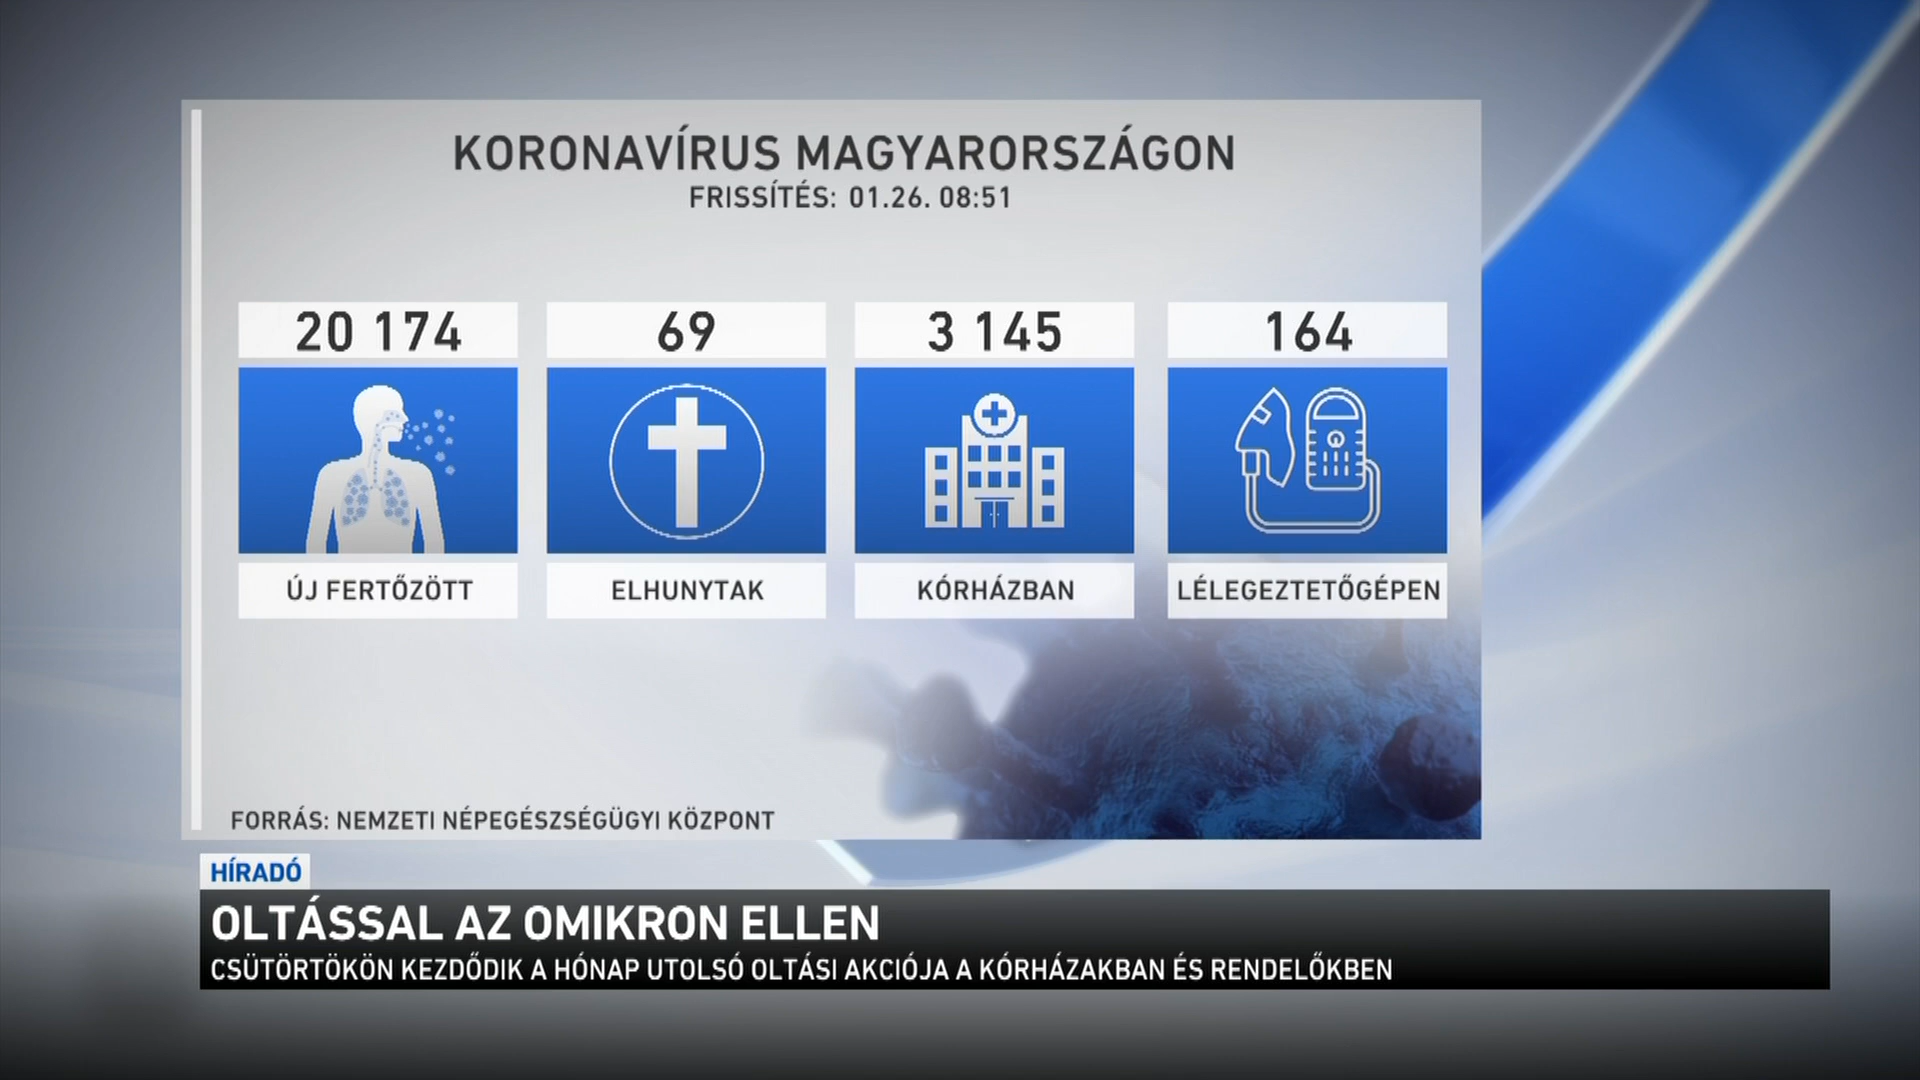 KORONAVÍRUS MAGYARORSZÁGON
FRISSÍTÉS: 01.26. 08:51
20 174
69
3 145
164
ÚJ FERTŐZÖTT
ELHUNYTAK
KÓRHÁZBAN
LÉLEGEZTETŐGÉPEN
FORRÁS: NEMZETI NÉPEGÉSZSÉGÜGYI KÖZPONT
HÍRADÓ
OLTÁSSAL AZ OMIKRON ELLEN
CSÜTÖRTÖKÖN KEZDŐDIK A HÓNAP UTOLSÓ OLTÁSI AKCIÓJA A KÓRHÁZAKBAN ÉS RENDELŐKBEN